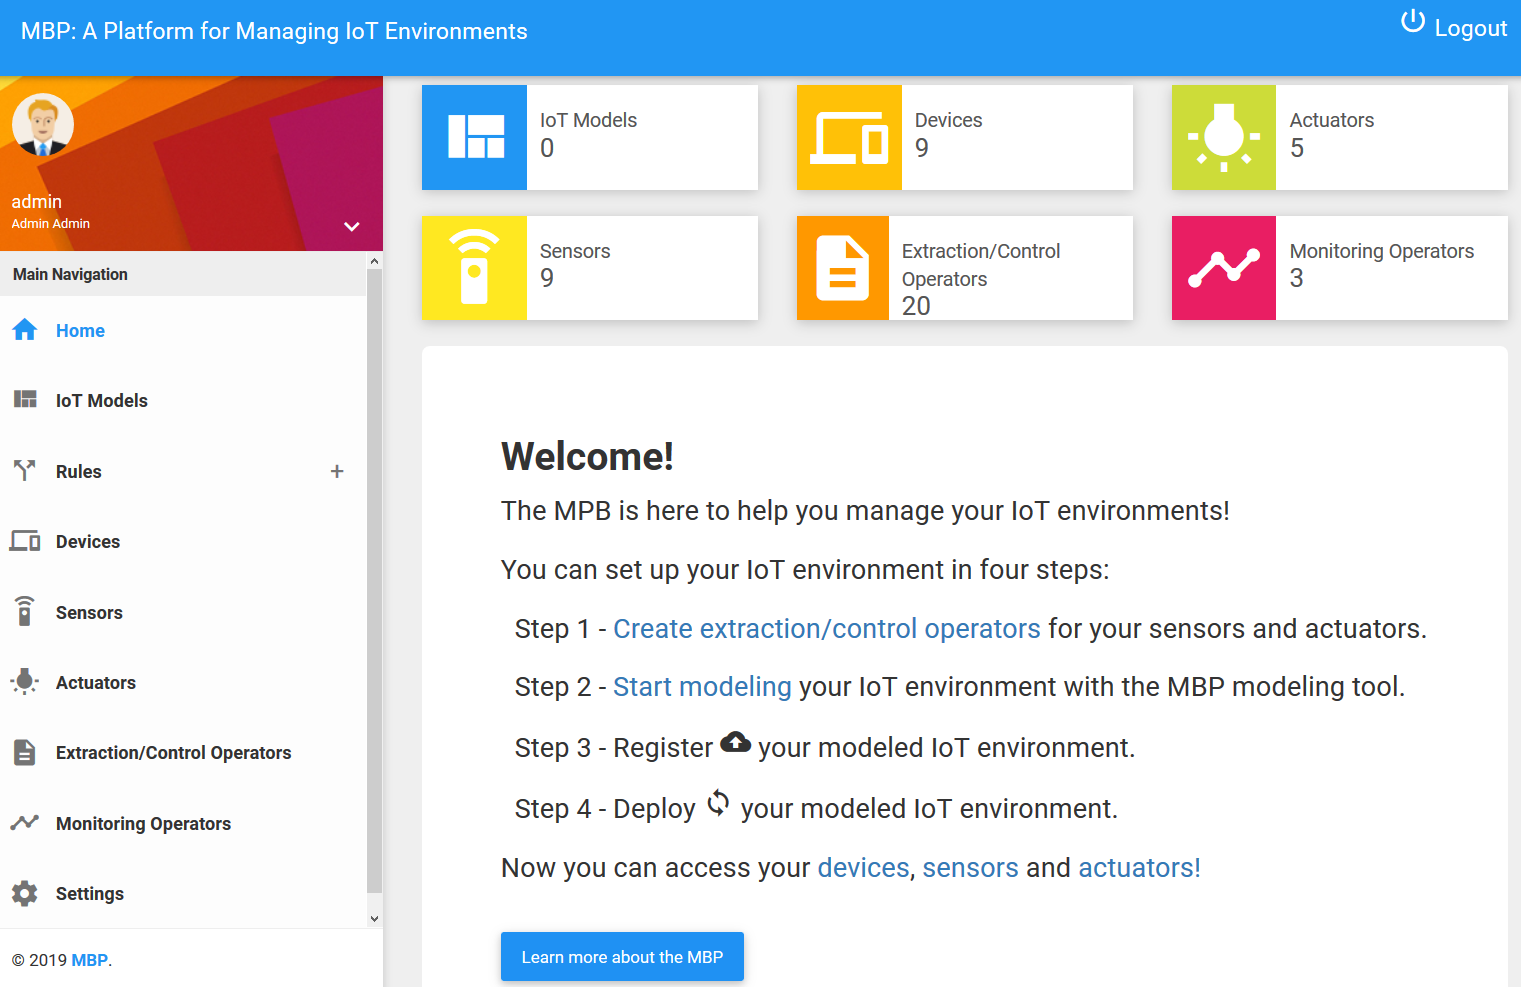 MBP: A Platform for Managing IoT Environments
Logout
admin
Admin Admin
Main Navigation
Home
IoT Models
Rules
+
Devices
Sensors
Actuators
Extraction/Control Operators
Monitoring Operators
Settings
© 2019 MBP.
IoT Models
0
Devices
9
Actuators
5
Sensors
9
Extraction/Control
Operators
20
Monitoring Operators
3
Welcome!
The MPB is here to help you manage your IoT environments!
You can set up your IoT environment in four steps:
Step 1 - Create extraction/control operators for your sensors and actuators.
Step 2 - Start modeling your IoT environment with the MBP modeling tool.
Step 3 - Register your modeled IoT environment.
Step 4 - Deploy your modeled IoT environment.
Now you can access your devices, sensors and actuators!
Learn more about the MBP